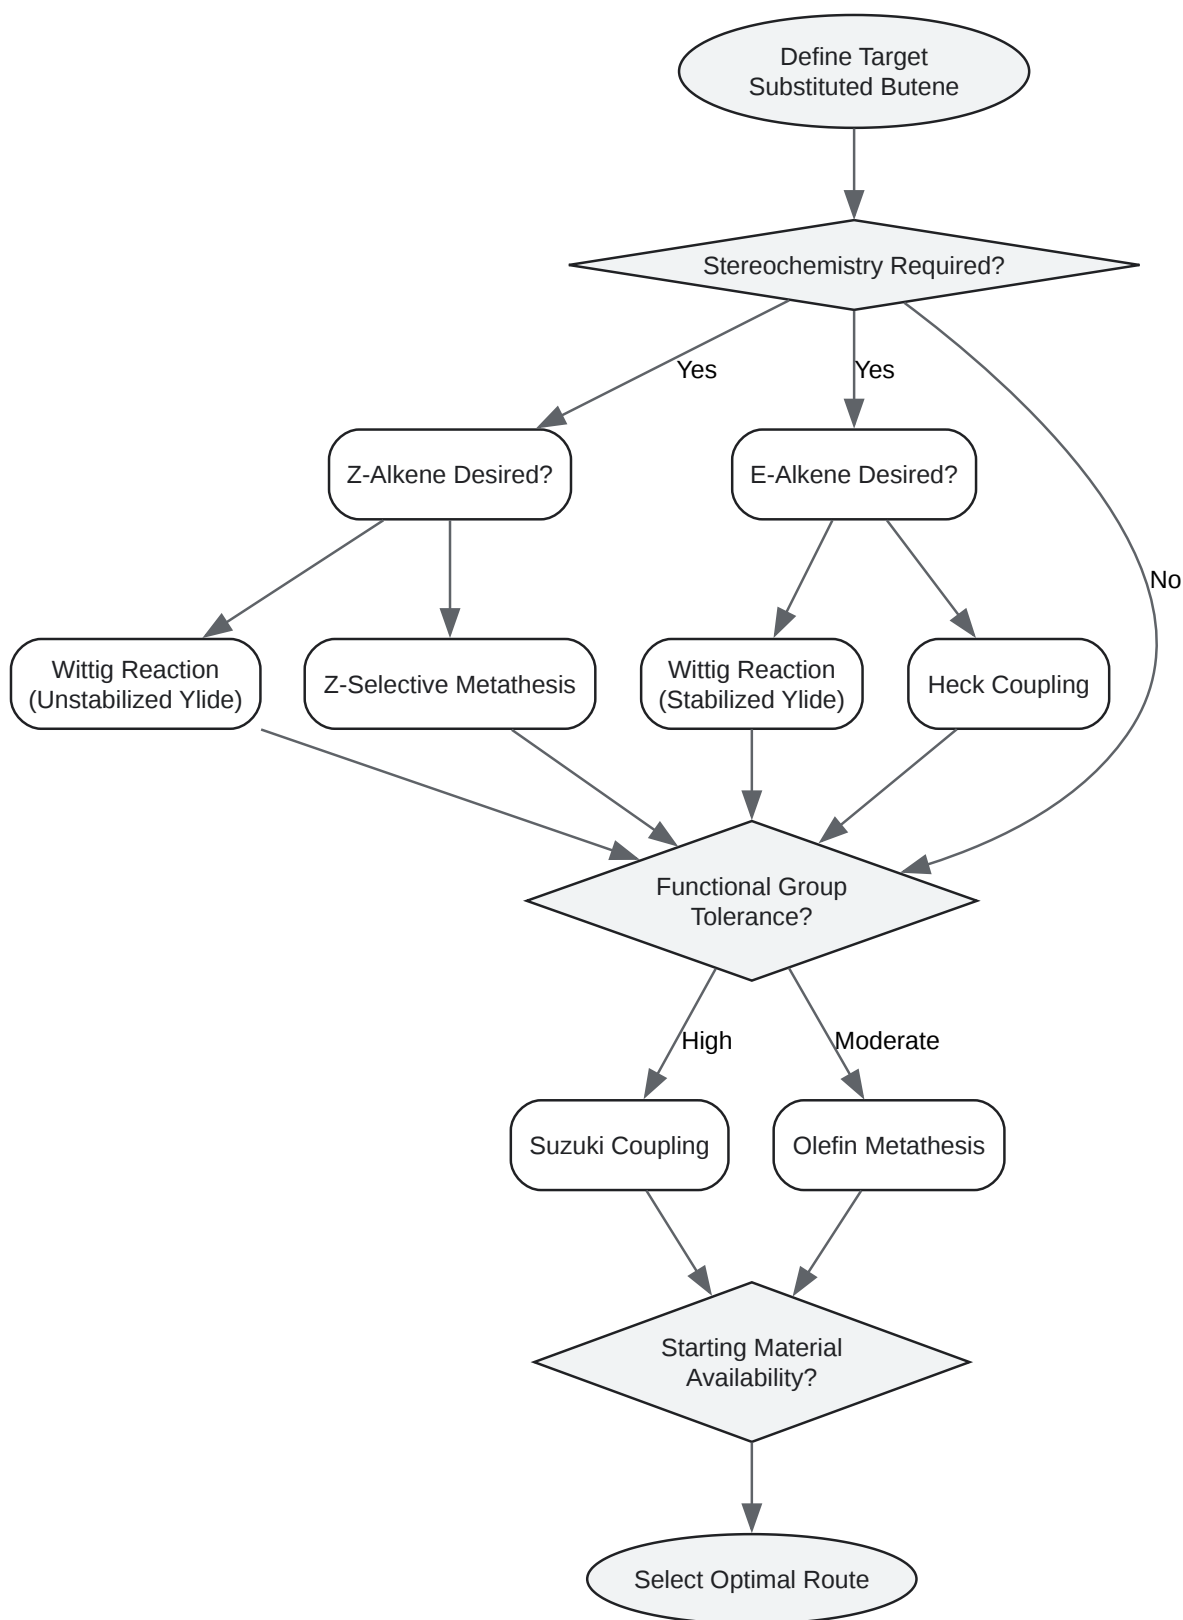 Define Target
Substituted Butene
Stereochemistry Required?
Yes
Yes
Z-Alkene Desired?
E-Alkene Desired?
No
Wittig Reaction
(Unstabilized Ylide)
Z-Selective Metathesis
Wittig Reaction
(Stabilized Ylide)
Heck Coupling
Functional Group
Tolerance?
High
Moderate
Suzuki Coupling
Olefin Metathesis
Starting Material
Availability?
Select Optimal Route